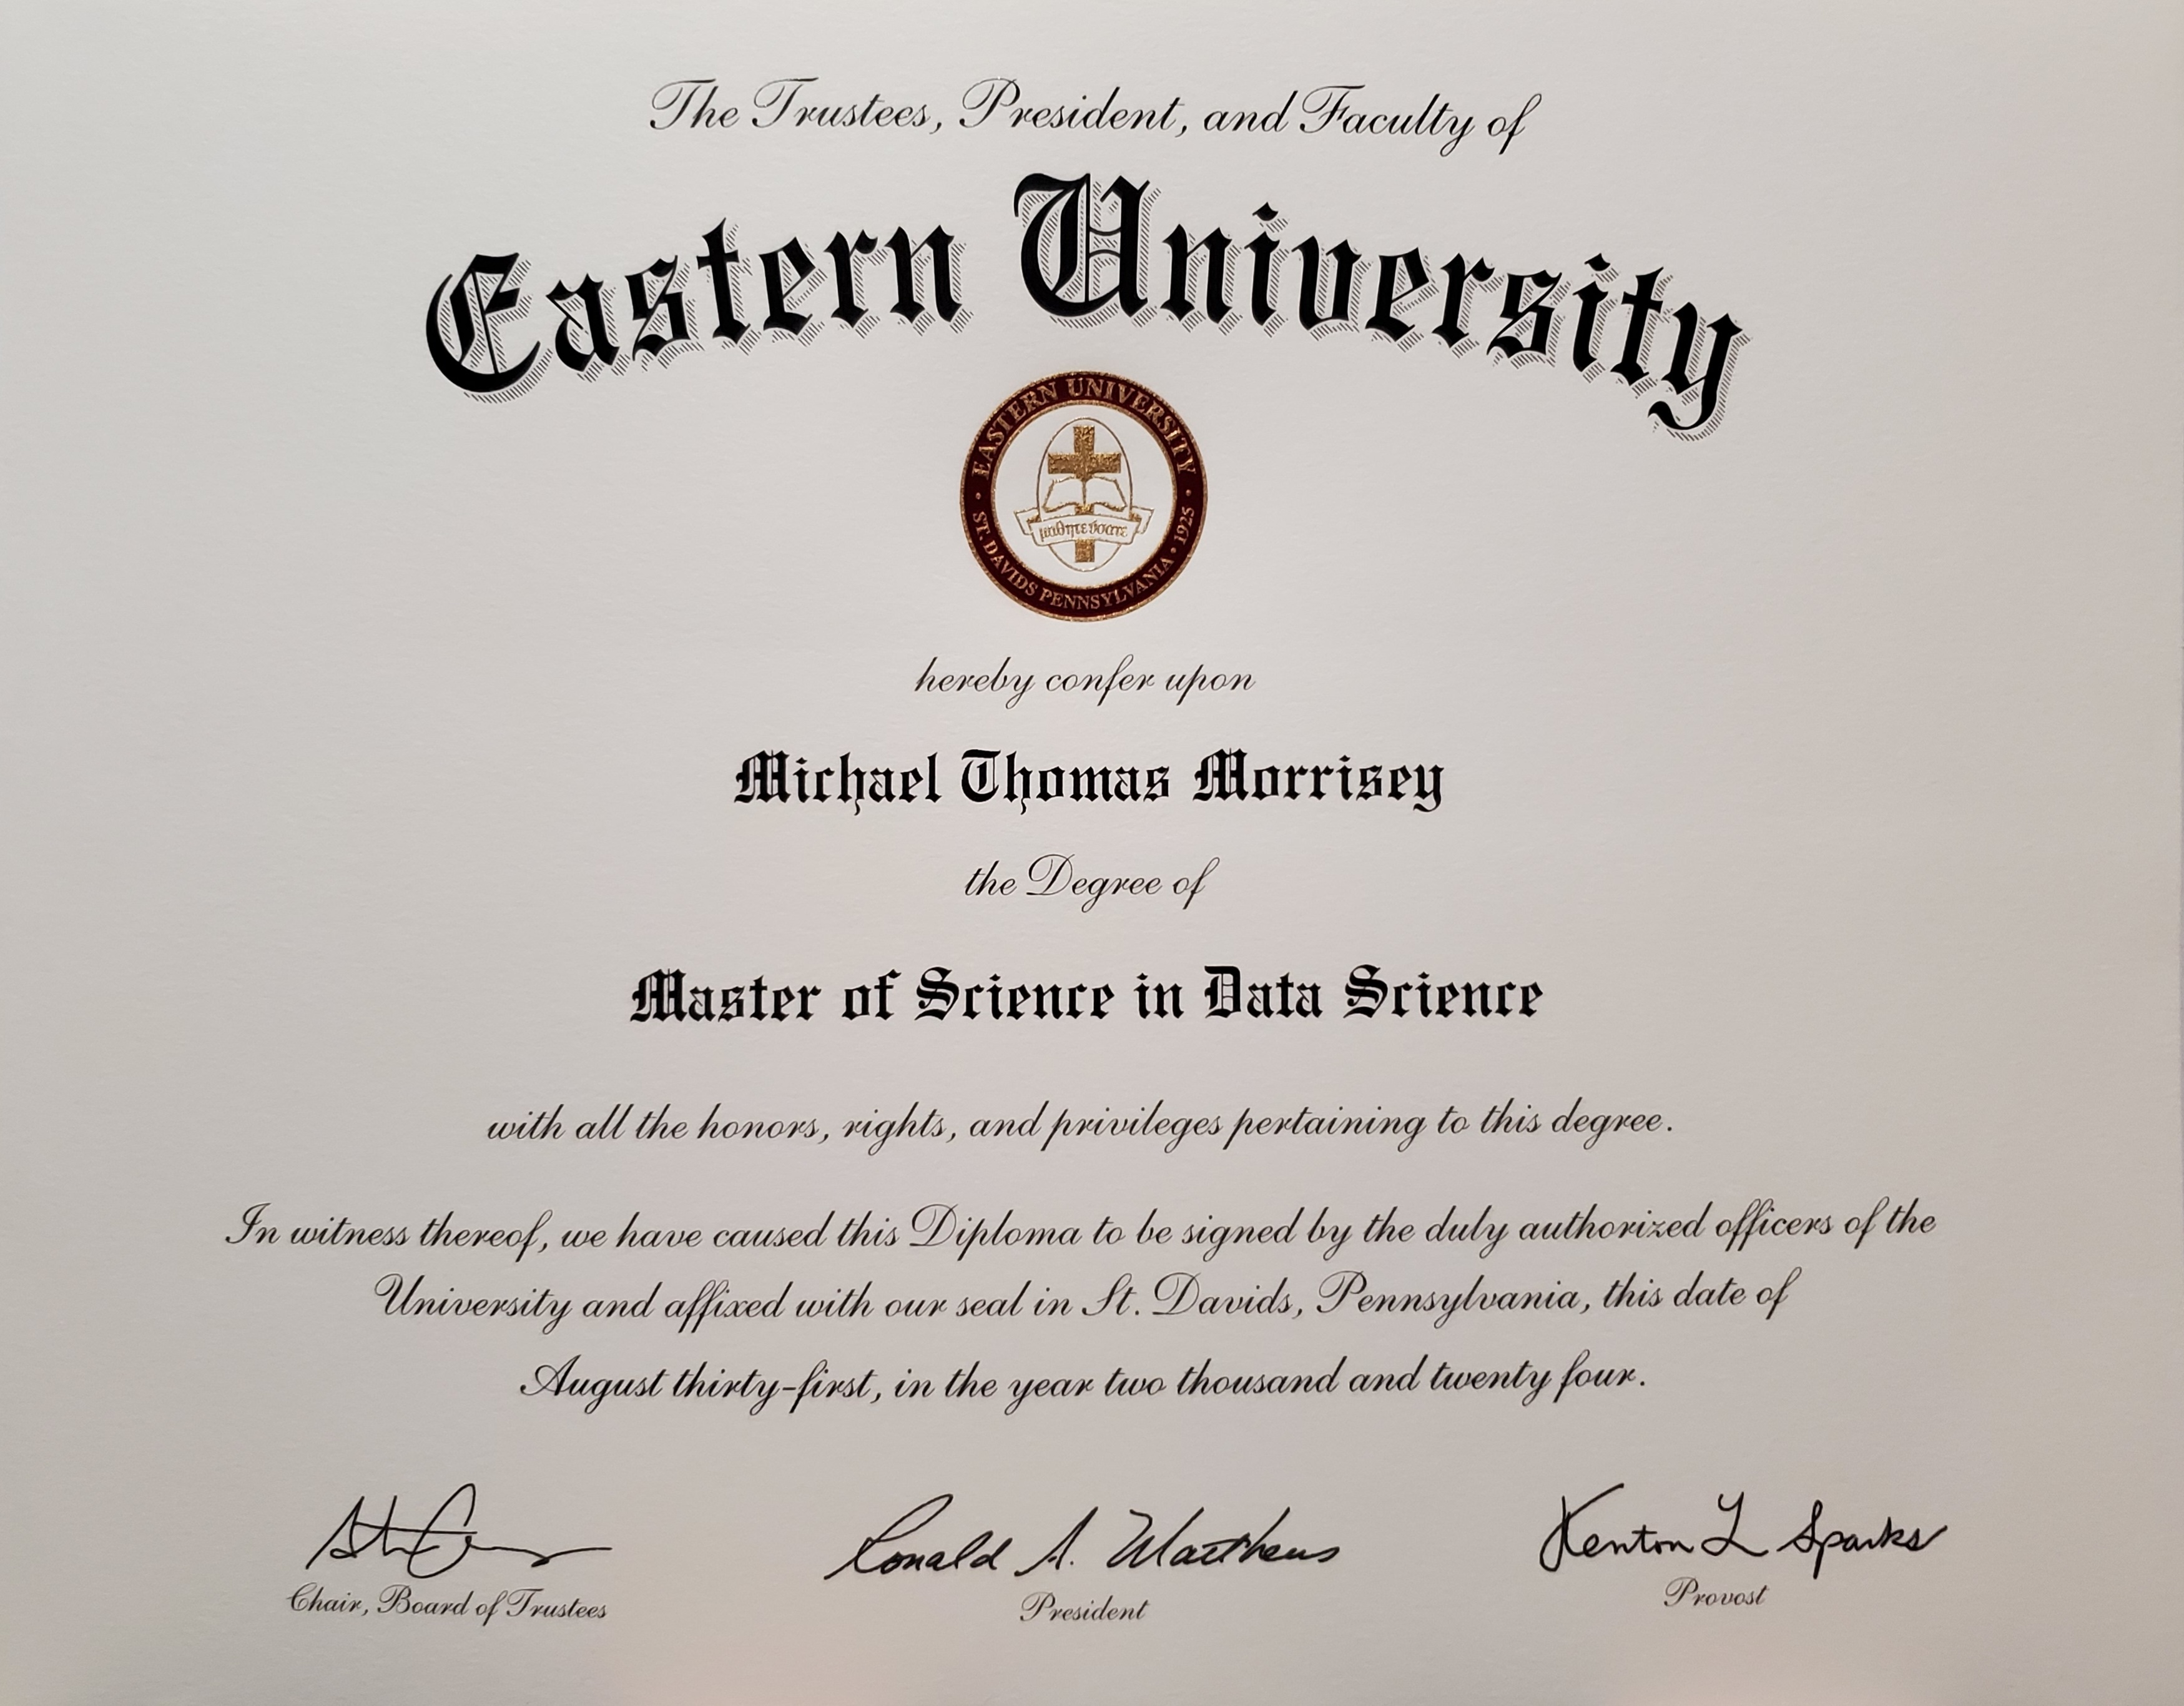 The Trustees, President, and Faculty of
Eastern University
EASTERN UNIVERSITY
μαθητεύσατε
ST. DAVIDS PENNSYLVANIA • 1925
hereby confer upon
Michael Thomas Morrisey
the Degree of
Master of Science in Data Science
with all the honors, rights, and privileges pertaining to this degree.
In witness thereof, we have caused this Diploma to be signed by the duly authorized officers of the
University and affixed with our seal in St. Davids, Pennsylvania, this date of
August thirty-first, in the year two thousand and twenty four.
Ronald A. Matthews
Kenton L Sparks
Chair, Board of Trustees
President
Provost